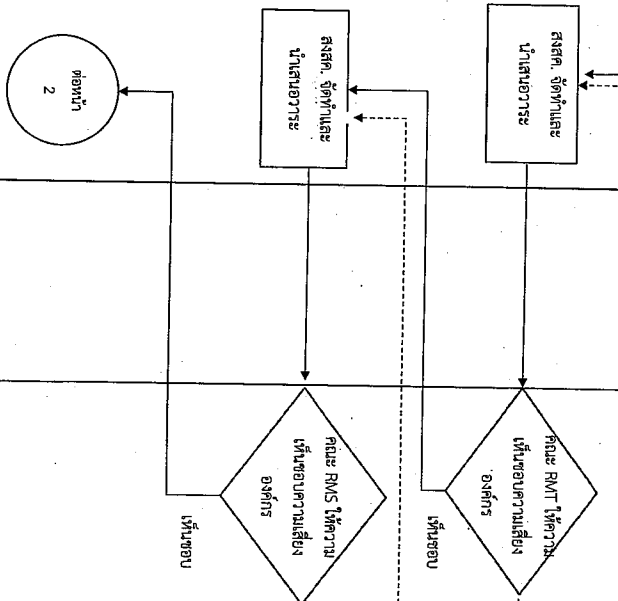 สงสค. จัดทำและ
นำเสนอวาระ
คณะ RMT ให้ความ
เห็นชอบความเสี่ยง
องค์กร
เห็นชอบ
สงสค. จัดทำและ
นำเสนอวาระ
คณะ RMS ให้ความ
เห็นชอบความเสี่ยง
องค์กร
เห็นชอบ
ต่อหน้า
2